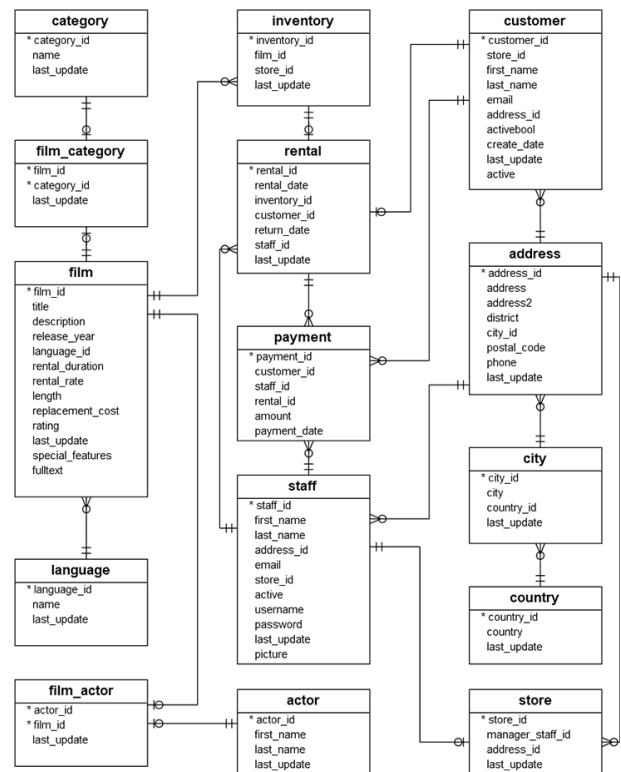 category
* category_id
name
last_update
film_category
* film_id
* category_id
last_update
film
* film_id
title
description
release_year
language_id
rental_duration
rental_rate
length
replacement_cost
rating
last_update
special_features
fulltext
language
* language_id
name
last_update
film_actor
* actor_id
* film_id
last_update
inventory
* inventory_id
film_id
store_id
last_update
rental
* rental_id
rental_date
inventory_id
customer_id
return_date
staff_id
last_update
payment
* payment_id
customer_id
staff_id
rental_id
amount
payment_date
staff
* staff_id
first_name
last_name
address_id
email
store_id
active
username
password
last_update
picture
actor
* actor_id
first_name
last_name
last_update
customer
* customer_id
store_id
first_name
last_name
email
address_id
activebool
create_date
last_update
active
address
* address_id
address
address2
district
city_id
postal_code
phone
last_update
city
* city_id
city
country_id
last_update
country
* country_id
country
last_update
store
* store_id
manager_staff_id
address_id
last_update